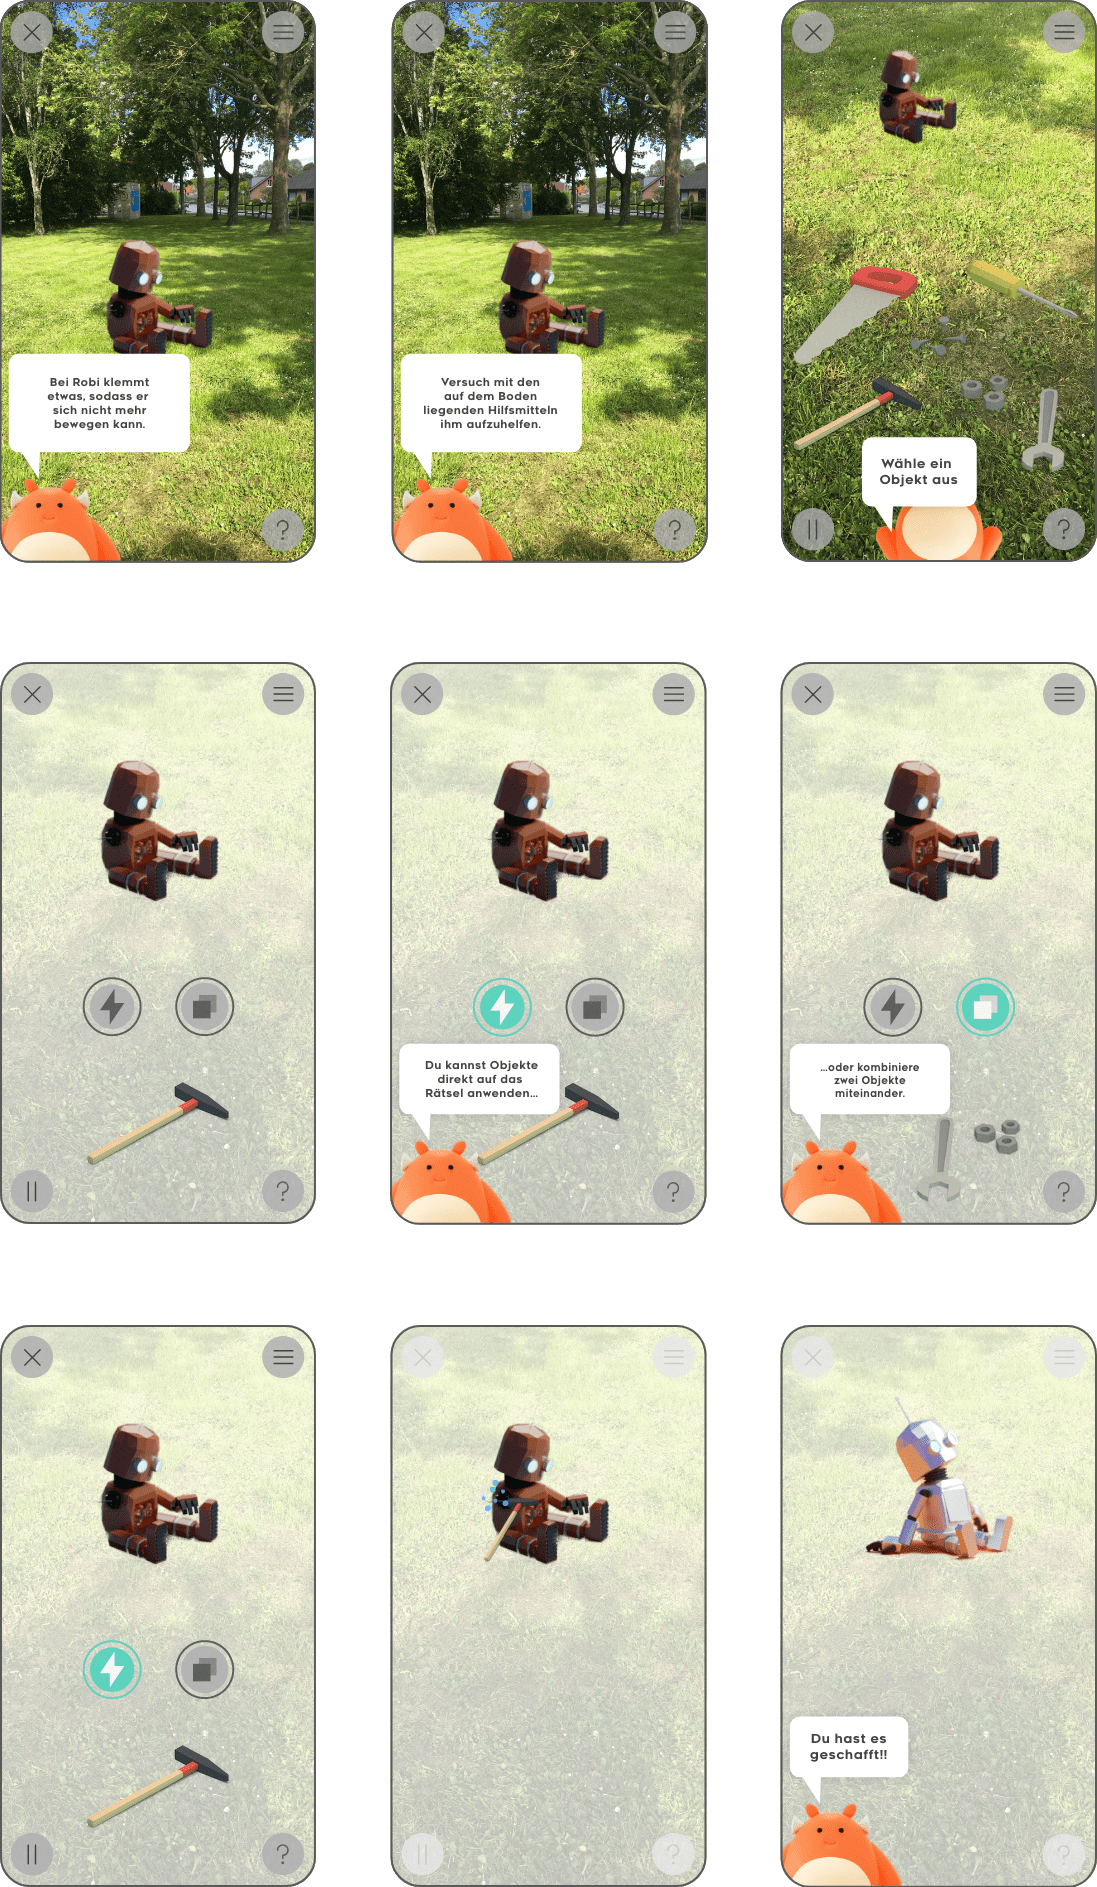 Bei Robi klemmt
etwas, sodass er
sich nicht mehr
bewegen kann.
?
Versuch mit den
auf dem Boden
liegenden Hilfsmitteln
ihm aufzuhelfen.
?
Wähle ein
Objekt aus
?
?
Du kannst Objekte
direkt auf das
Rätsel anwenden...
?
...oder kombiniere
zwei Objekte
miteinander.
?
?
?
Du hast es
geschafft!!
?